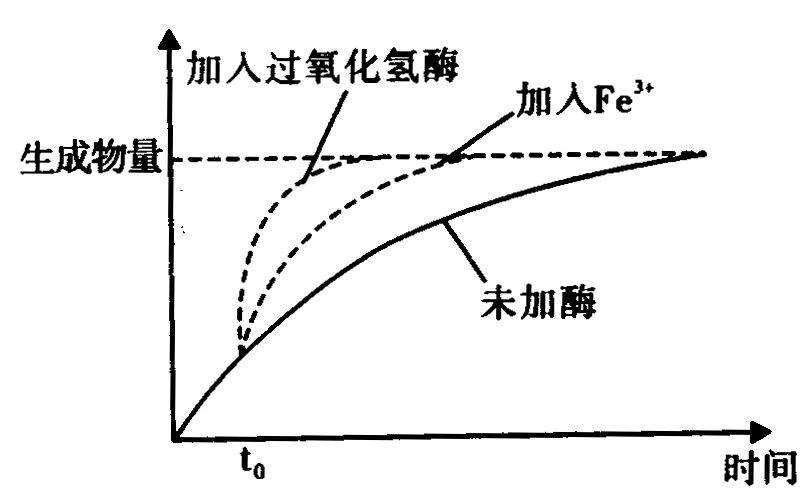 加入过氧化氢酶
加入Fe³⁺
生成物量
未加酶
t₀
时间